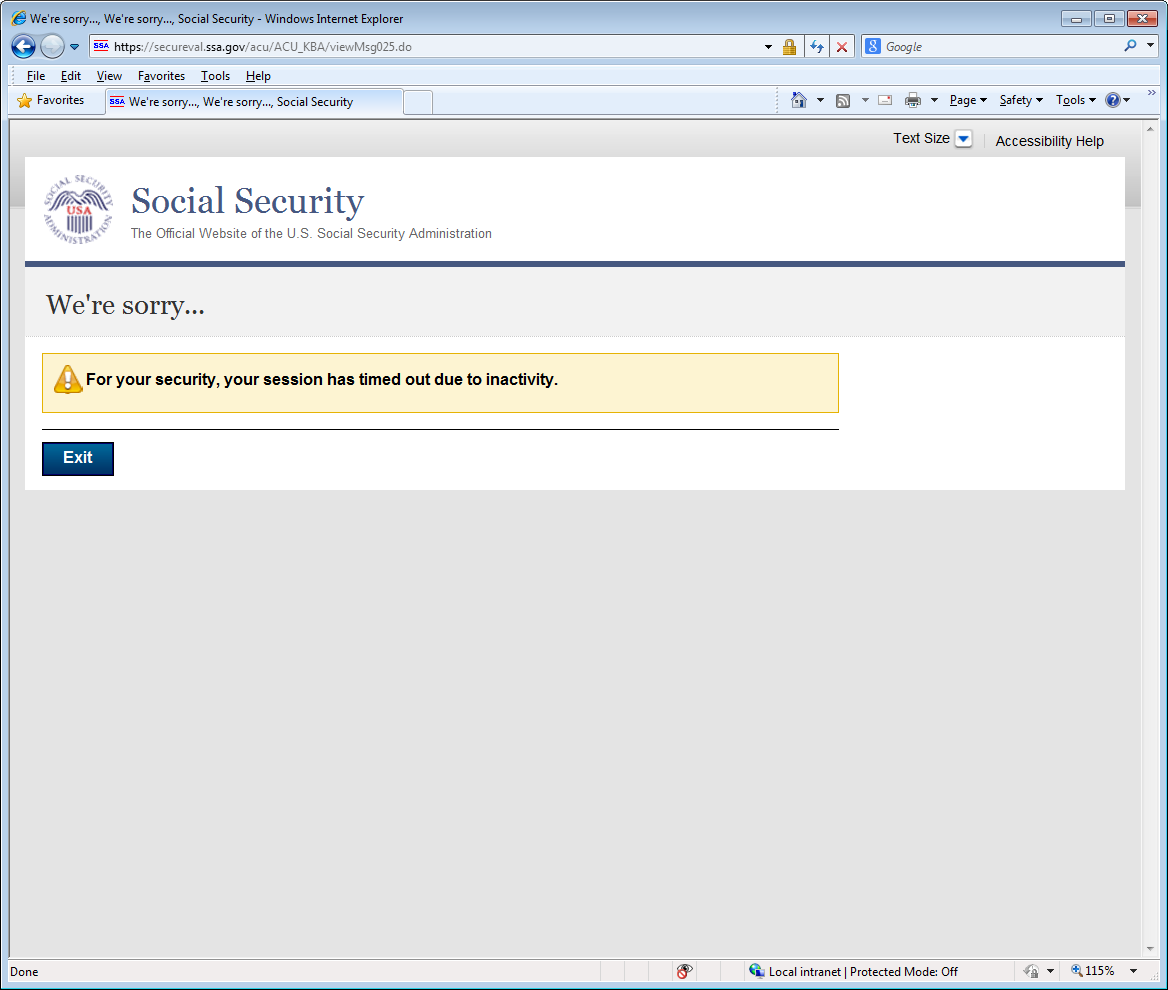 We're sorry..., We're sorry..., Social Security - Windows Internet Explorer
SSA https://secureval.ssa.gov/acu/ACU_KBA/viewMsg025.do
8 Google
File Edit View Favorites Tools Help
Favorites SSA We're sorry..., We're sorry..., Social Security Page Safety Tools ? »
Text Size Accessibility Help
SOCIAL SECURITY ADMINISTRATION
USA
Social Security
The Official Website of the U.S. Social Security Administration
We're sorry...
For your security, your session has timed out due to inactivity.
Exit
Done Local intranet | Protected Mode: Off 115%